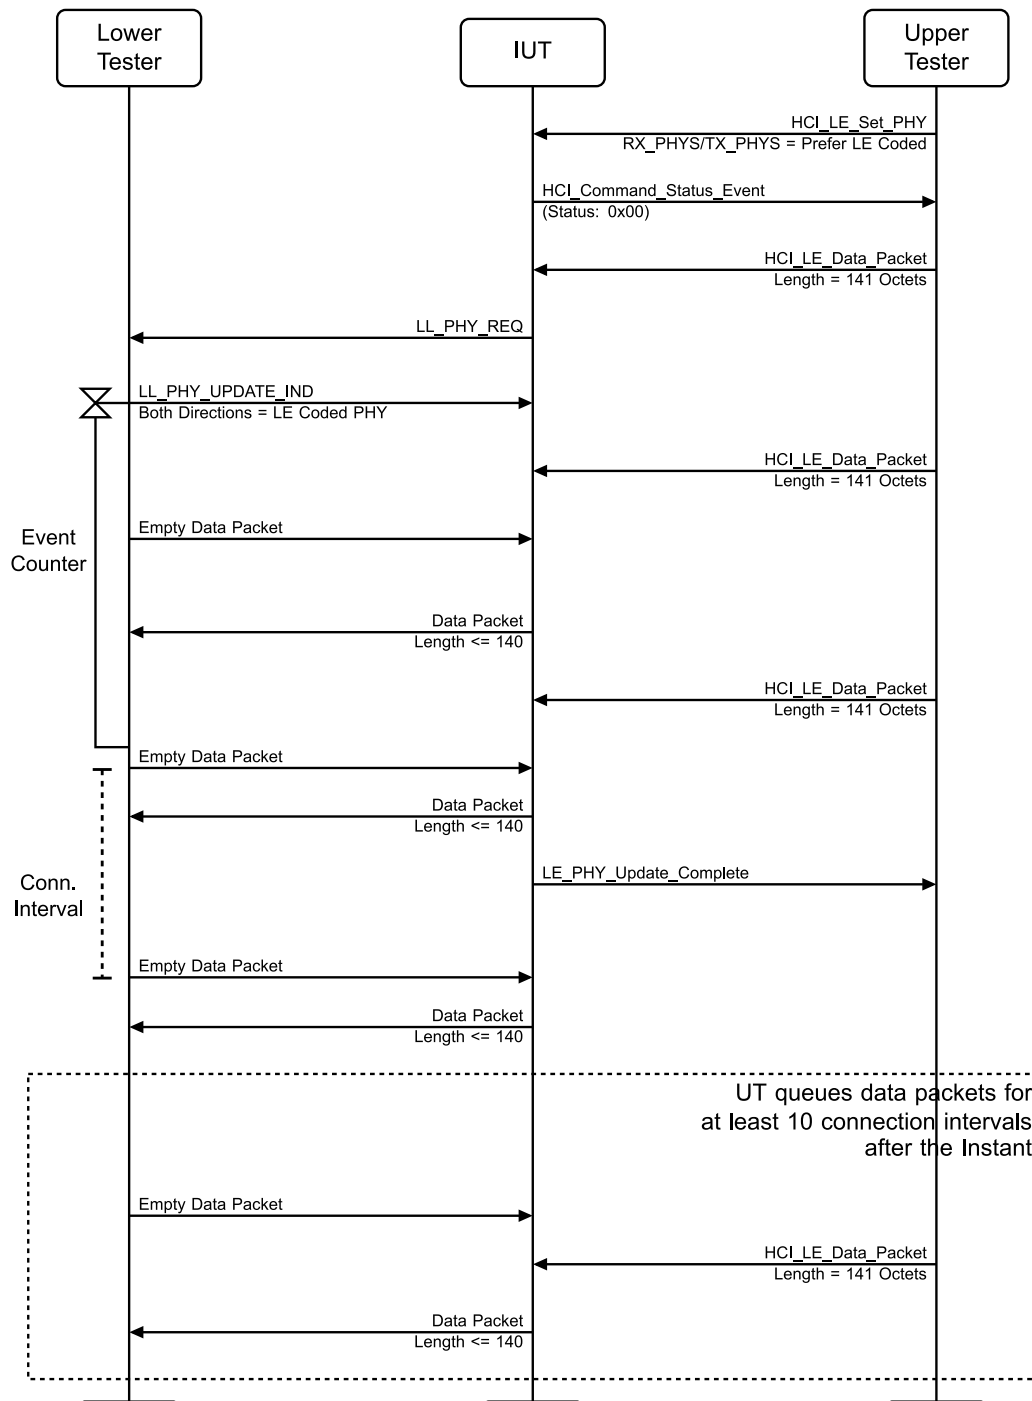 Lower
Tester
IUT
Upper
Tester
HCI_LE_Set_PHY
RX_PHYS/TX_PHYS = Prefer LE Coded
HCI_Command_Status_Event
(Status: 0x00)
HCI_LE_Data_Packet
Length = 141 Octets
LL_PHY_REQ
LL_PHY_UPDATE_IND
Both Directions = LE Coded PHY
HCI_LE_Data_Packet
Length = 141 Octets
Event
Counter
Empty Data Packet
Data Packet
Length <= 140
HCI_LE_Data_Packet
Length = 141 Octets
Empty Data Packet
Data Packet
Length <= 140
Conn.
Interval
LE_PHY_Update_Complete
Empty Data Packet
Data Packet
Length <= 140
UT queues data packets for
at least 10 connection intervals
after the Instant
Empty Data Packet
HCI_LE_Data_Packet
Length = 141 Octets
Data Packet
Length <= 140